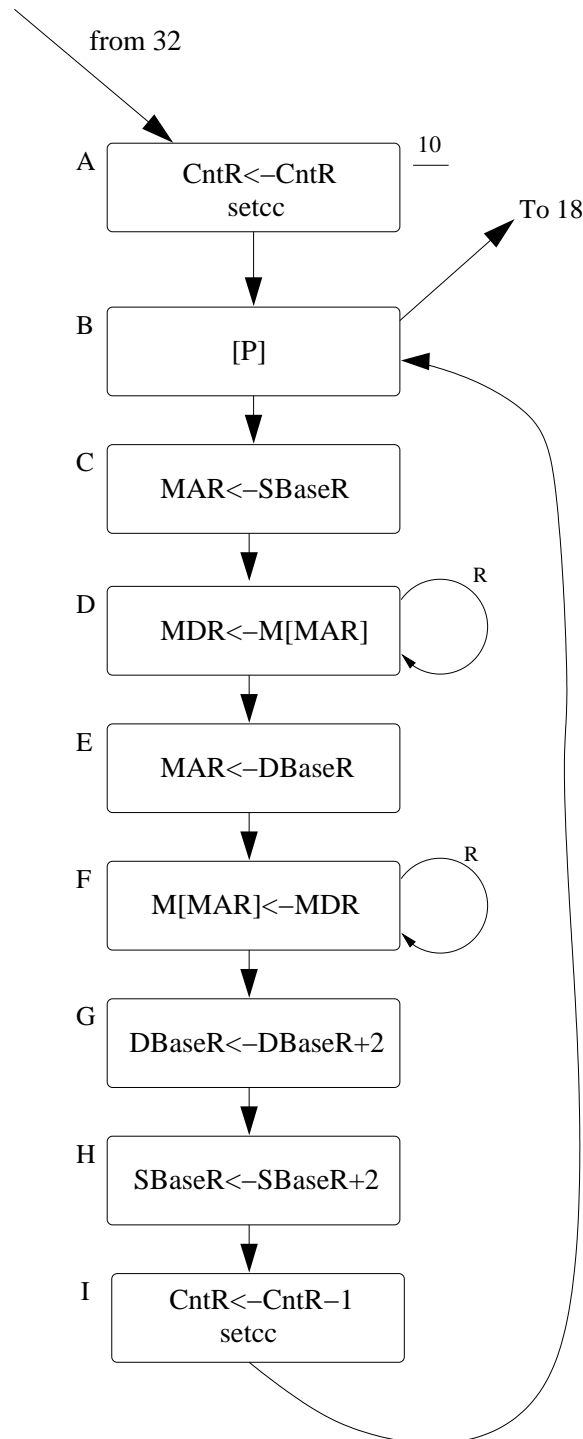 from 32
A
10
CntR<–CntR
setcc
To 18
B
[P]
C
MAR<–SBaseR
R
D
MDR<–M[MAR]
E
MAR<–DBaseR
R
F
M[MAR]<–MDR
G
DBaseR<–DBaseR+2
H
SBaseR<–SBaseR+2
I
CntR<–CntR–1
setcc